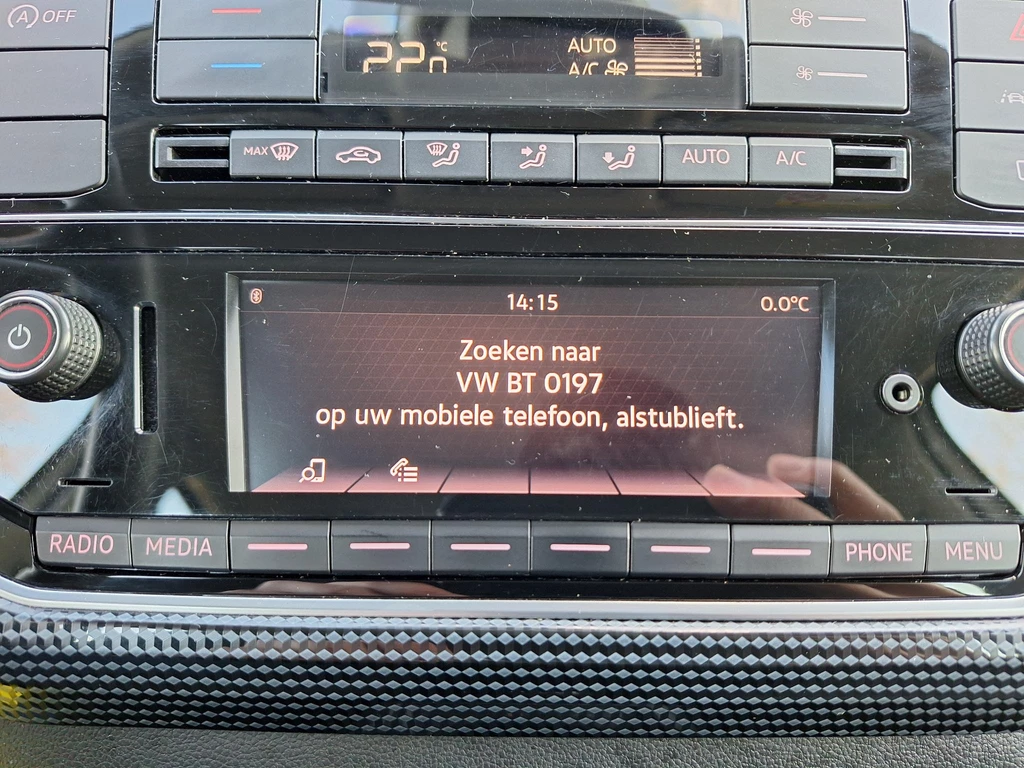 OFF
22.0 °C
AUTO
A/C
MAX
AUTO
A/C
14:15
0.0°C
Zoeken naar
VW BT 0197
op uw mobiele telefoon, alstublieft.
RADIO
MEDIA
PHONE
MENU